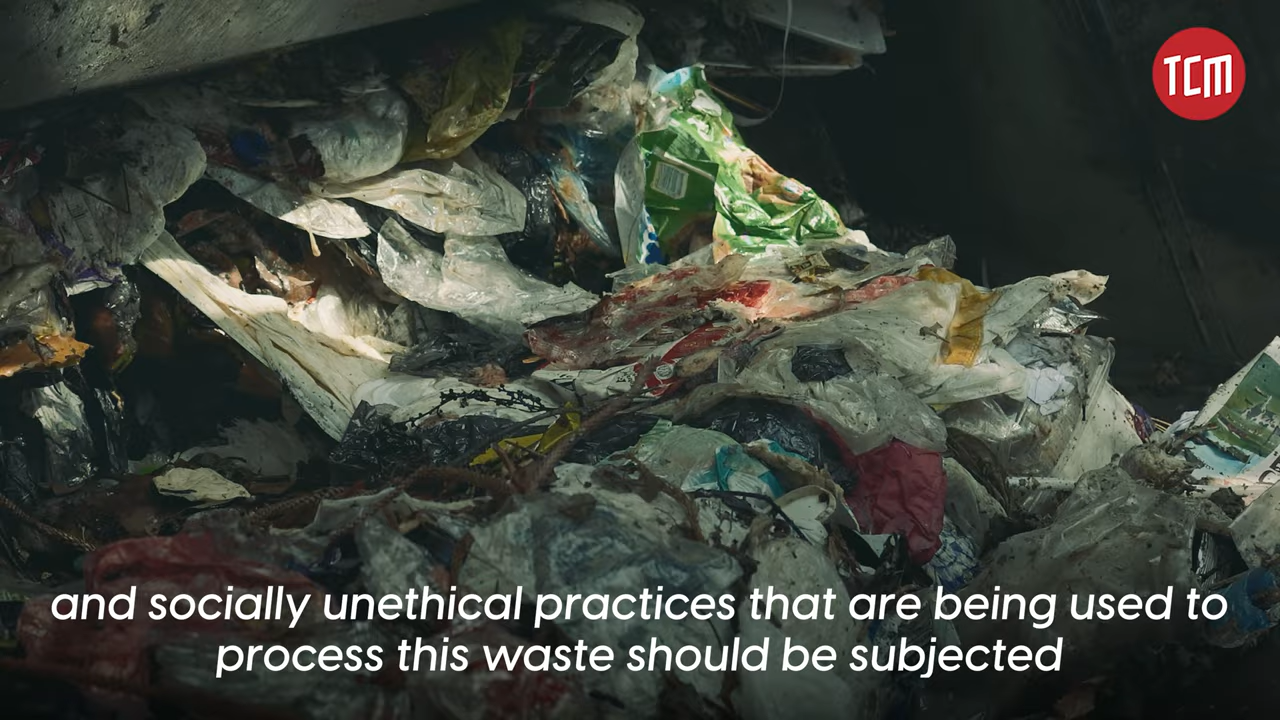 TCM
and socially unethical practices that are being used to
process this waste should be subjected